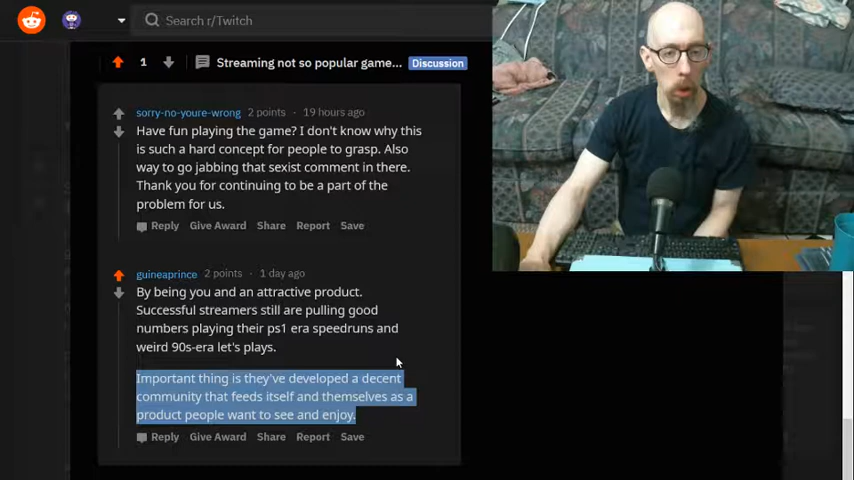 Search r/Twitch
1 Streaming not so popular game... Discussion
sorry-no-youre-wrong 2 points · 19 hours ago
Have fun playing the game? I don't know why this
is such a hard concept for people to grasp. Also
way to go jabbing that sexist comment in there.
Thank you for continuing to be a part of the
problem for us.
Reply Give Award Share Report Save
guineaprince 2 points · 1 day ago
By being you and an attractive product.
Successful streamers still are pulling good
numbers playing their ps1 era speedruns and
weird 90s-era let's plays.
Important thing is they've developed a decent
community that feeds itself and themselves as a
product people want to see and enjoy.
Reply Give Award Share Report Save